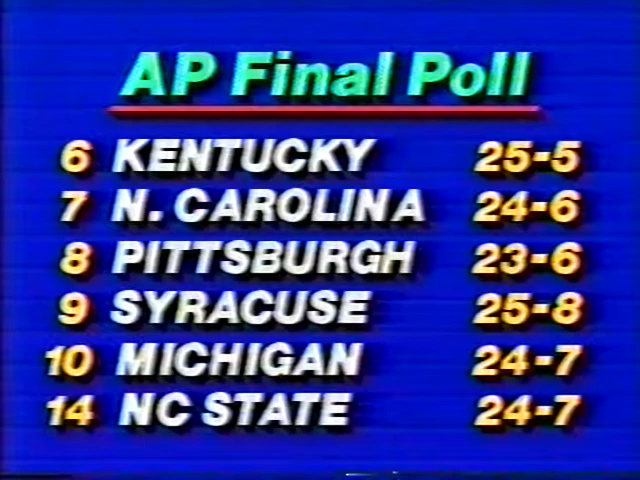 AP Final Poll
6 KENTUCKY 25-5
7 N. CAROLINA 24-6
8 PITTSBURGH 23-6
9 SYRACUSE 25-8
10 MICHIGAN 24-7
14 NC STATE 24-7